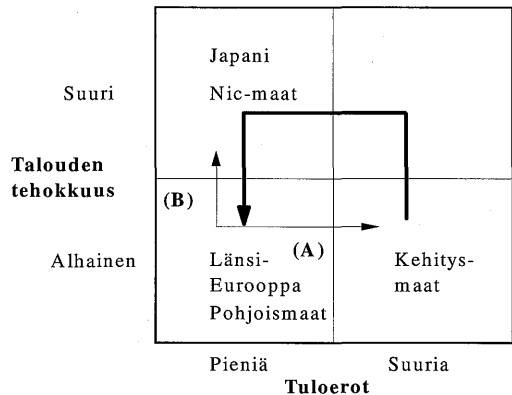 Japani
Nic-maat
Suuri
Talouden
tehokkuus
(B)
(A)
Alhainen
Länsi-
Eurooppa
Pohjoismaat
Kehitys-
maat
Pieniä
Suuria
Tuloerot